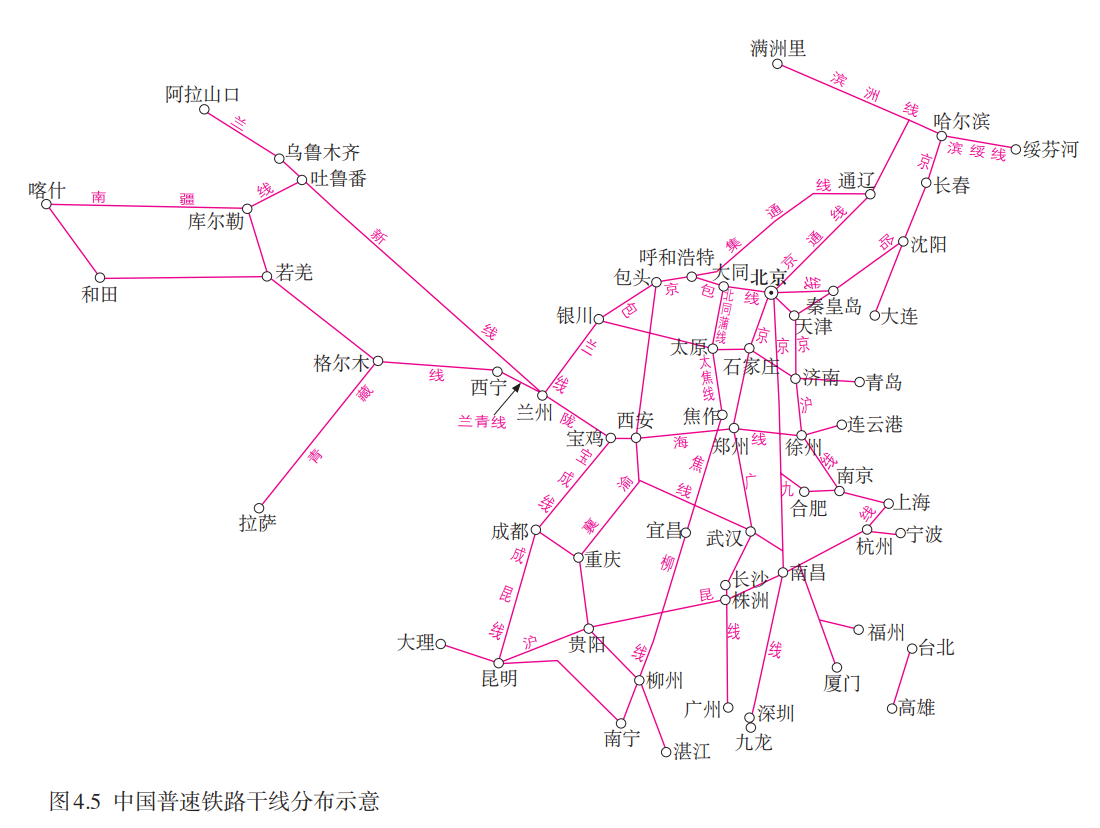 满洲里
滨洲线
阿拉山口
哈尔滨
兰
滨绥线
绥芬河
乌鲁木齐
京
吐鲁番
通辽
长春
喀什
南疆线
线
库尔勒
通
线
新
集
通
沈阳
哈
呼和浩特
大同
北京
京
若羌
包头
京包线
线
和田
北同蒲线
秦皇岛
银川
包
天津
大连
线
兰
太原
京
京
京
石家庄
格尔木
线
太焦线
西宁
线
济南
青岛
藏
兰州
沪
兰青线
陇
西安
焦作
连云港
宝鸡
海
线
郑州
徐州
青
宝
焦
线
成
广
南京
线
渝
线
九
合肥
上海
拉萨
线
成都
襄
宜昌
武汉
杭州
宁波
成
重庆
柳
南昌
长沙
昆
昆
株洲
线
沪
线
福州
大理
贵阳
线
线
台北
昆明
柳州
厦门
广州
深圳
高雄
南宁
九龙
湛江
图4.5 中国普速铁路干线分布示意